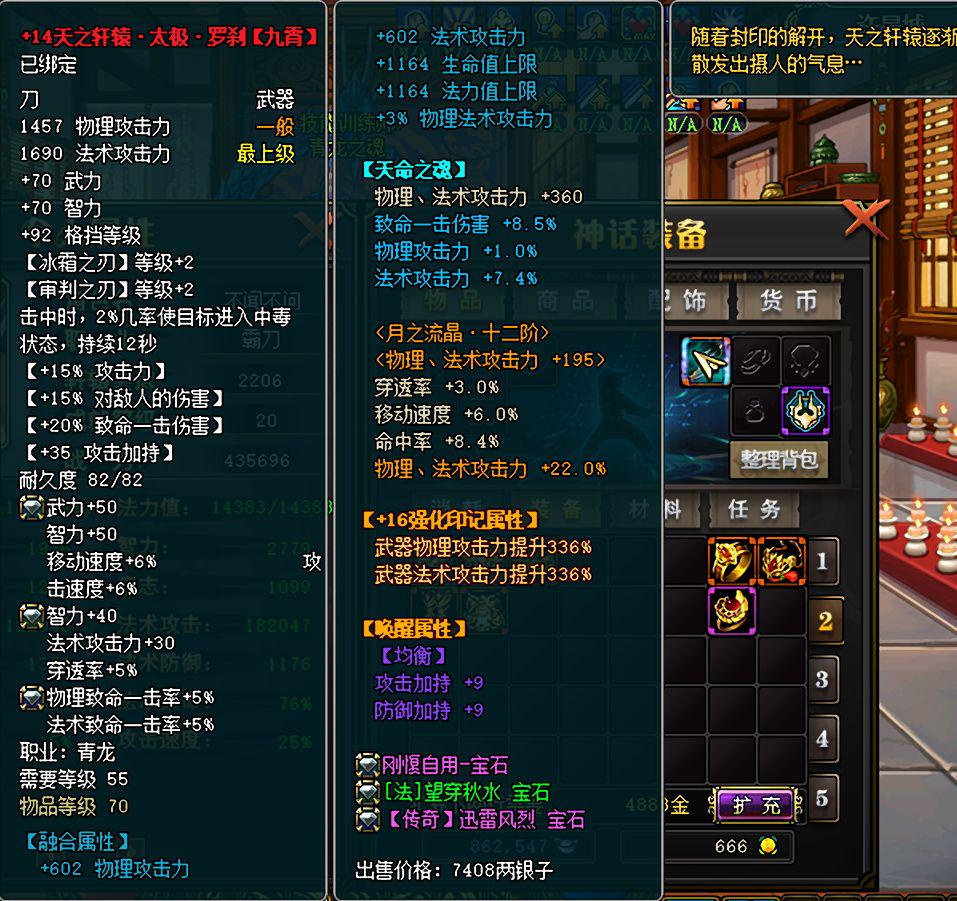 +14天之轩辕·太极·罗刹【九霄】
已绑定
刀 武器
1457 物理攻击力 一般
1690 法术攻击力 最上级
+70 武力
+70 智力
+92 格挡等级
【冰霜之刃】等级+2
【审判之刃】等级+2
击中时，2%几率使目标进入中毒
状态，持续12秒
【+15% 攻击力】
【+15% 对敌人的伤害】
【+20% 致命一击伤害】
【+35 攻击加持】
耐久度 82/82
武力+50
智力+50
移动速度+6% 攻
击速度+6%
智力+40
法术攻击力+30
穿透率+5%
物理致命一击率+5%
法术致命一击率+5%
职业：青龙
需要等级 55
物品等级 70
【融合属性】
+602 物理攻击力
+602 法术攻击力
+1164 生命值上限
+1164 法力值上限
+3% 物理法术攻击力
【天命之魂】
物理、法术攻击力 +360
致命一击伤害 +8.5%
物理攻击力 +1.0%
法术攻击力 +7.4%
<月之流晶·十二阶>
<物理、法术攻击力 +195>
穿透率 +3.0%
移动速度 +6.0%
命中率 +8.4%
物理、法术攻击力 +22.0%
【+16强化印记属性】
武器物理攻击力提升336%
武器法术攻击力提升336%
【唤醒属性】
【均衡】
攻击加持 +9
防御加持 +9
刚愎自用-宝石
[法]望穿秋水 宝石
【传奇】迅雷风烈 宝石
出售价格：7408两银子
随着封印的解开，天之轩辕逐渐
散发出摄人的气息…
N/A N/A
神话装备
物品 商品 配饰 货币
整理背包
装备 材料 任务
1
2
3
4
5
金 扩充
862,547 666